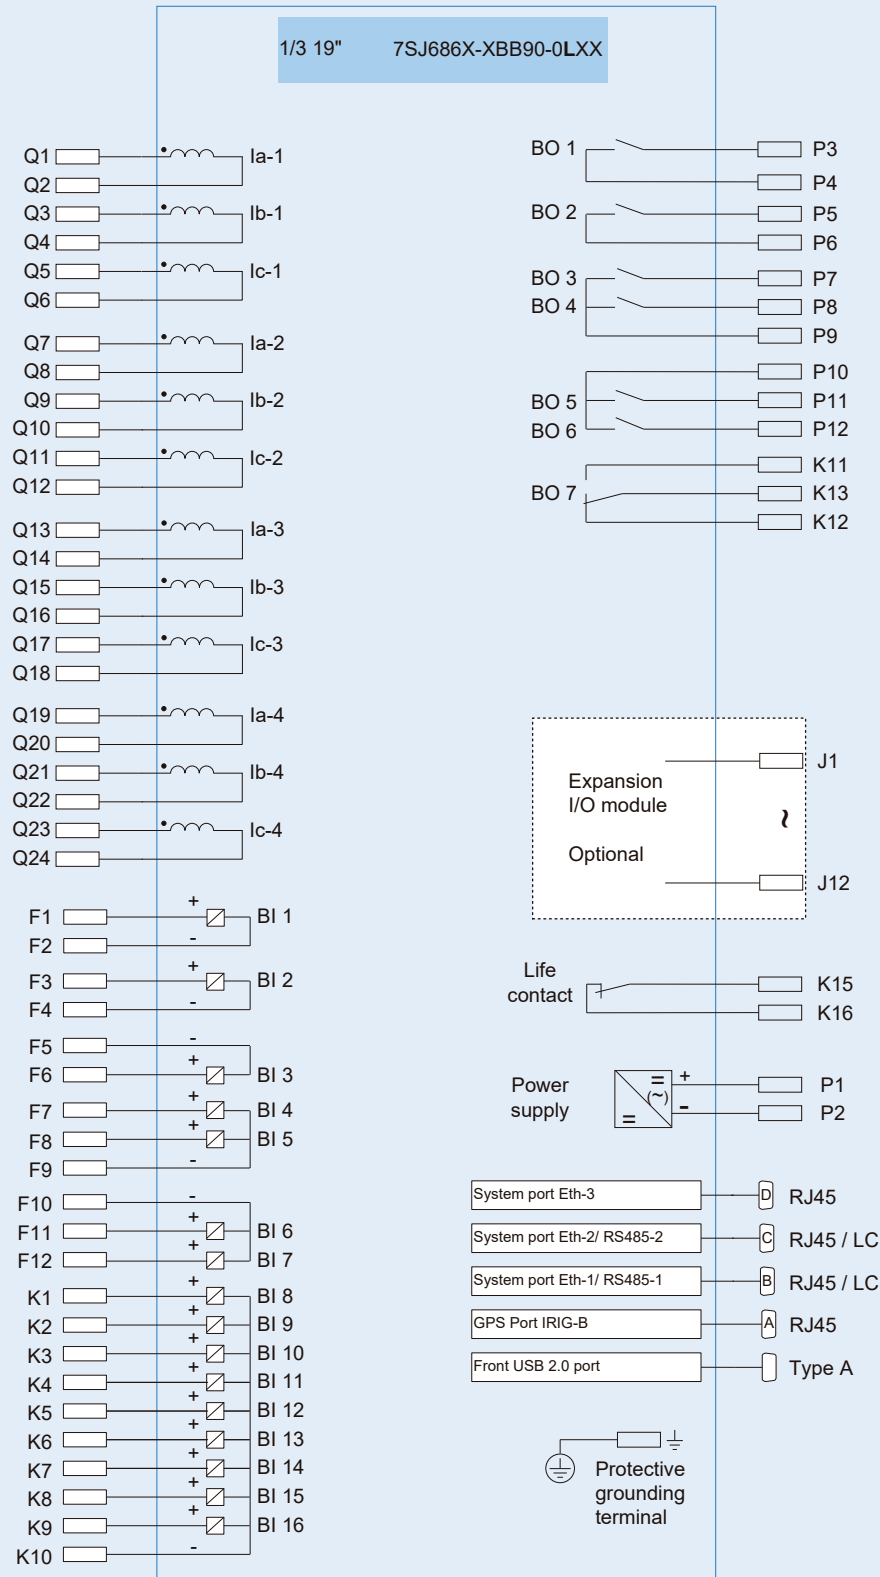 1/3 19" 7SJ686X-XBB90-0LXX
Q1 Ia-1
Q2
Q3 Ib-1
Q4
Q5 Ic-1
Q6
Q7 Ia-2
Q8
Q9 Ib-2
Q10
Q11 Ic-2
Q12
Q13 Ia-3
Q14
Q15 Ib-3
Q16
Q17 Ic-3
Q18
Q19 Ia-4
Q20
Q21 Ib-4
Q22
Q23 Ic-4
Q24
F1 + BI 1
F2 -
F3 + BI 2
F4 -
F5 -
F6 + BI 3
F7 + BI 4
F8 + BI 5
F9 -
F10 -
F11 + BI 6
F12 + BI 7
K1 + BI 8
K2 + BI 9
K3 + BI 10
K4 + BI 11
K5 + BI 12
K6 + BI 13
K7 + BI 14
K8 + BI 15
K9 + BI 16
K10 -
BO 1 P3
P4
BO 2 P5
P6
BO 3 P7
BO 4 P8
P9
P10
BO 5 P11
BO 6 P12
K11
BO 7 K13
K12
J1
Expansion
I/O module
~
Optional
J12
Life
contact
K15
K16
Power
supply
= + P1
(~)
= - P2
System port Eth-3 D RJ45
System port Eth-2/ RS485-2 C RJ45 / LC
System port Eth-1/ RS485-1 B RJ45 / LC
GPS Port IRIG-B A RJ45
Front USB 2.0 port Type A
Protective
grounding
terminal